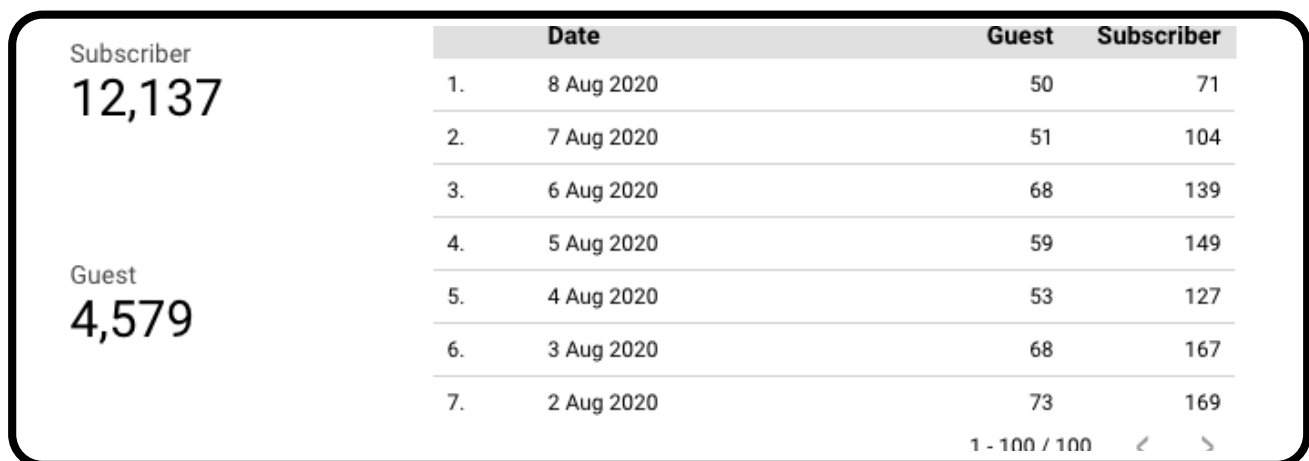 Subscriber
12,137
Guest
4,579
Date Guest Subscriber
1. 8 Aug 2020 50 71
2. 7 Aug 2020 51 104
3. 6 Aug 2020 68 139
4. 5 Aug 2020 59 149
5. 4 Aug 2020 53 127
6. 3 Aug 2020 68 167
7. 2 Aug 2020 73 169
1 - 100 / 100 < >